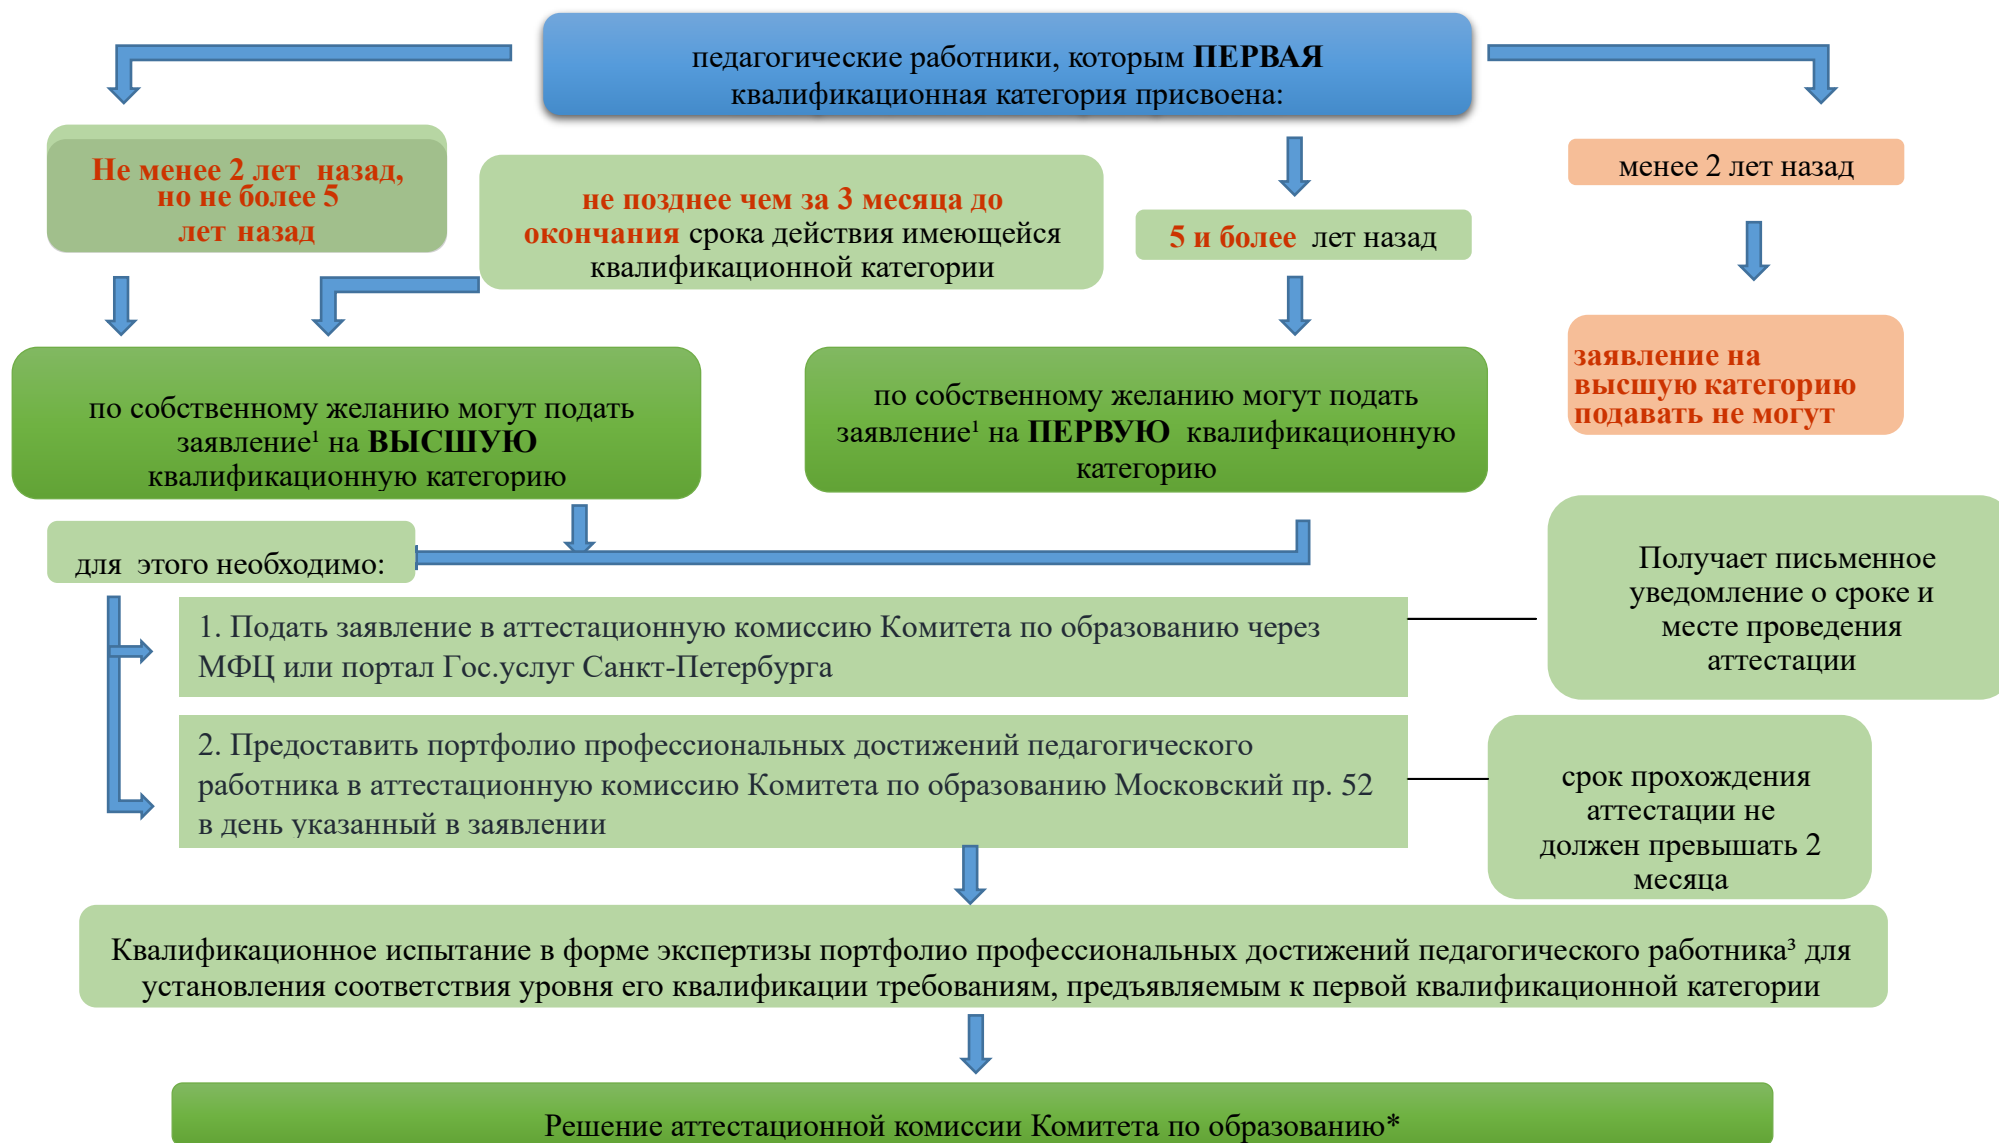 педагогические работники, которым ПЕРВАЯ
квалификационная категория присвоена:
Не менее 2 лет назад,
но не более 5
лет назад
не позднее чем за 3 месяца до
окончания срока действия имеющейся
квалификационной категории
5 и более лет назад
менее 2 лет назад
по собственному желанию могут подать
заявление¹ на ВЫСШУЮ
квалификационную категорию
по собственному желанию могут подать
заявление¹ на ПЕРВУЮ квалификационную
категорию
заявление на
высшую категорию
подавать не могут
для этого необходимо:
1. Подать заявление в аттестационную комиссию Комитета по образованию через
МФЦ или портал Гос.услуг Санкт-Петербурга
Получает письменное
уведомление о сроке и
месте проведения
аттестации
2. Предоставить портфолио профессиональных достижений педагогического
работника в аттестационную комиссию Комитета по образованию Московский пр. 52
в день указанный в заявлении
срок прохождения
аттестации не
должен превышать 2
месяца
Квалификационное испытание в форме экспертизы портфолио профессиональных достижений педагогического работника³ для
установления соответствия уровня его квалификации требованиям, предъявляемым к первой квалификационной категории
Решение аттестационной комиссии Комитета по образованию*